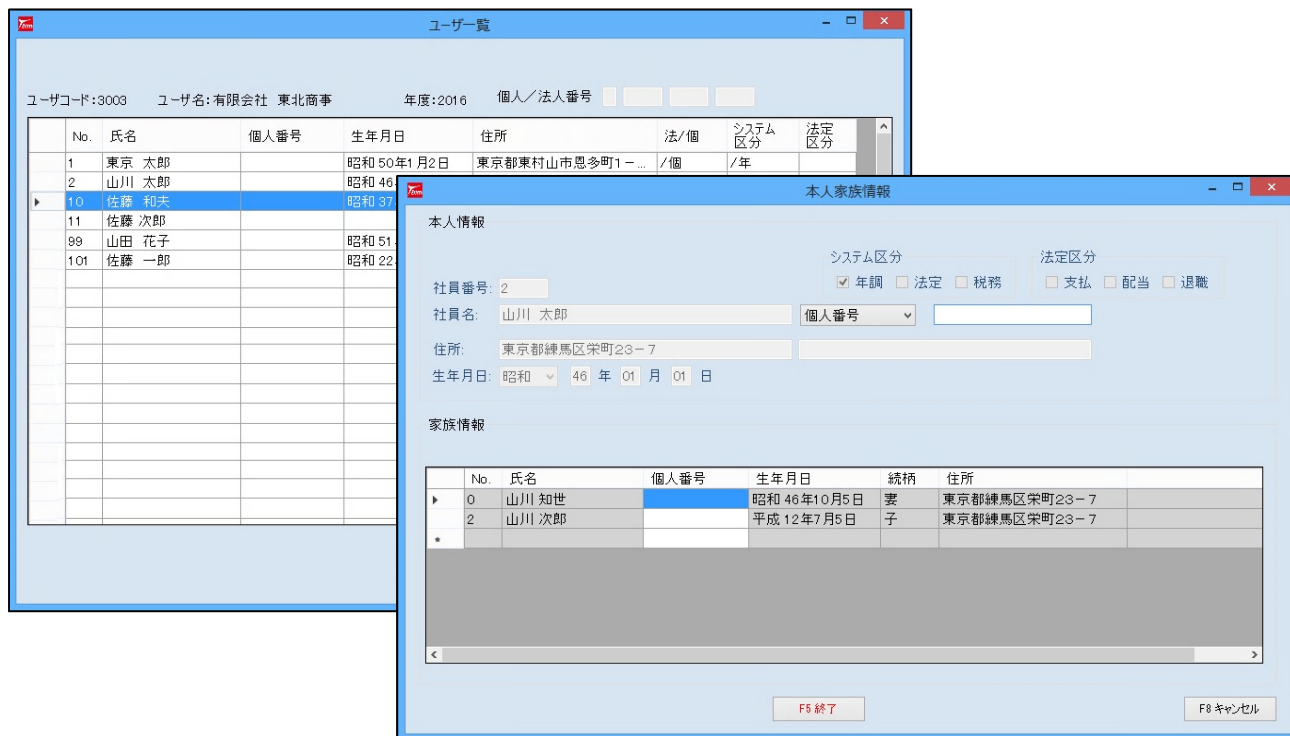 ユーザ一覧
ユーザコード:3003 ユーザ名:有限会社 東北商事 年度:2016 個人/法人番号
No. 氏名 個人番号 生年月日 住所 法/個 システム区分 法定区分
1 東京 太郎 昭和 50年1月2日 東京都東村山市恩多町1－... /個 /年
2 山川 太郎 昭和 46
10 佐藤 和夫 昭和 37
11 佐藤 次郎
99 山田 花子 昭和 51
101 佐藤 一郎 昭和 22
本人家族情報
本人情報
システム区分 法定区分
年調 法定 税務 支払 配当 退職
社員番号: 2
社員名: 山川 太郎 個人番号
住所: 東京都練馬区栄町23－7
生年月日: 昭和 46 年 01 月 01 日
家族情報
No. 氏名 個人番号 生年月日 続柄 住所
0 山川 知世 昭和 46年10月5日 妻 東京都練馬区栄町23－7
2 山川 次郎 平成 12年7月5日 子 東京都練馬区栄町23－7
F5 終了 F8 キャンセル